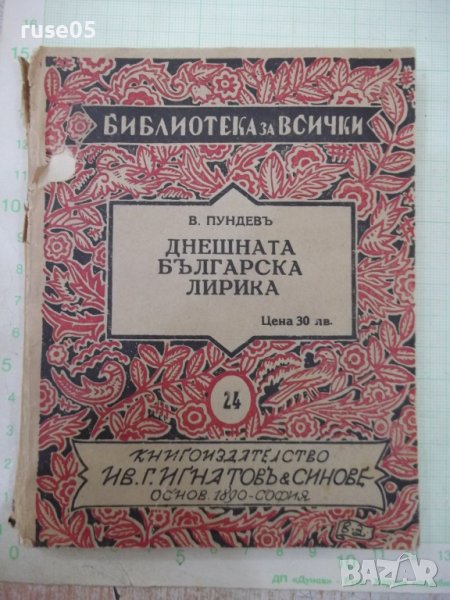 ruse05
БИБЛИОТЕКА ЗА ВСИЧКИ
В. ПУНДЕВЪ
ДНЕШНАТА
БЪЛГАРСКА
ЛИРИКА
Цена 30 лв.
24
КНИГОИЗДАТЕЛСТВО
ИВ. Г. ИГНАТОВЪ & СИНОВЕ
ОСНОВ. 1890-СОФИЯ
BAZAR